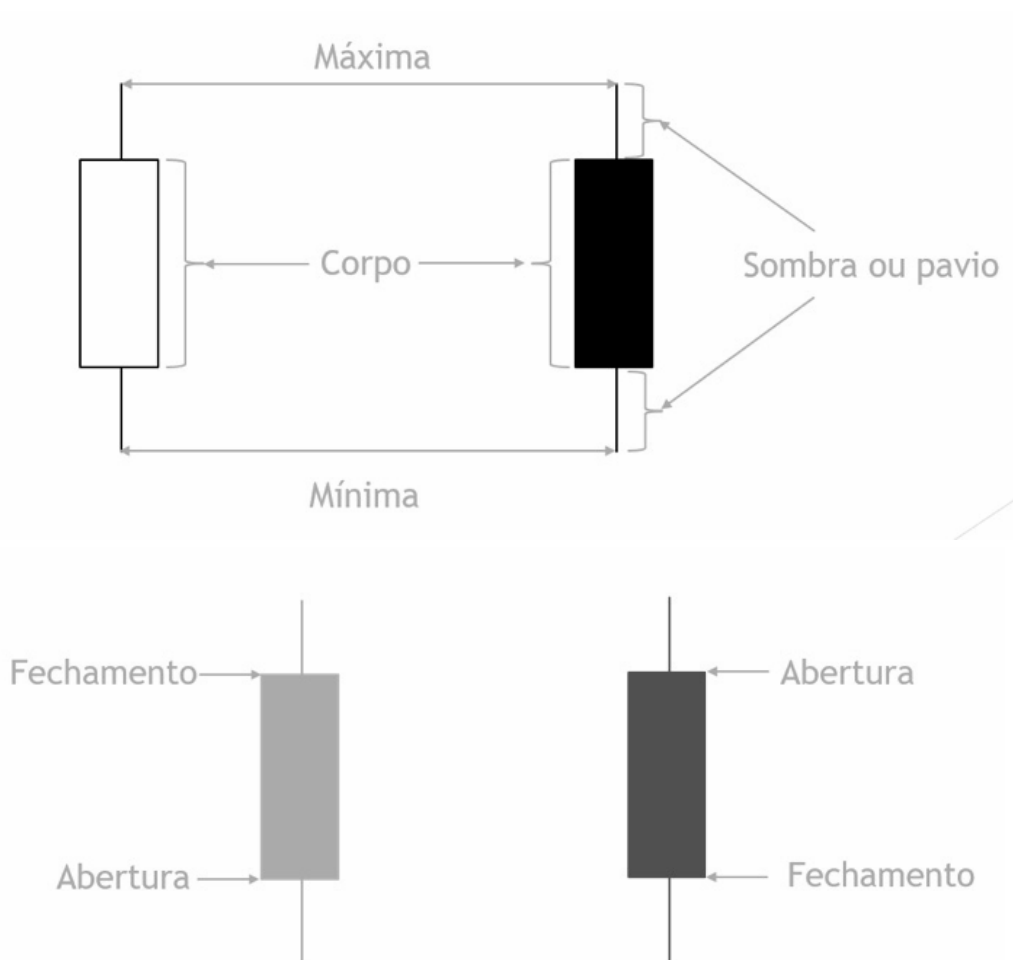 Máxima
Corpo
Sombra ou pavio
Mínima
Fechamento
Abertura
Abertura
Fechamento